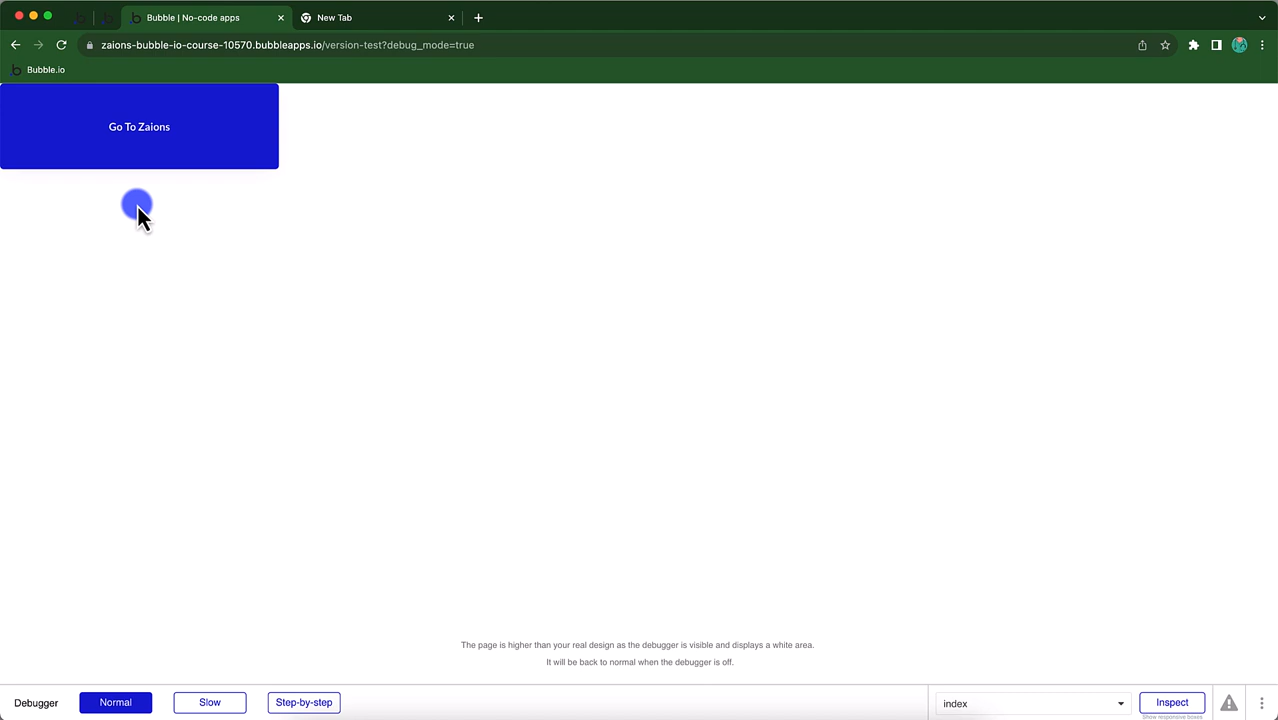 Bubble | No-code apps
New Tab
zaions-bubble-io-course-10570.bubbleapps.io/version-test?debug_mode=true
Bubble.io
Go To Zaions
The page is higher than your real design as the debugger is visible and displays a white area.
It will be back to normal when the debugger is off.
Debugger Normal Slow Step-by-step index Inspect
Show responsive boxes